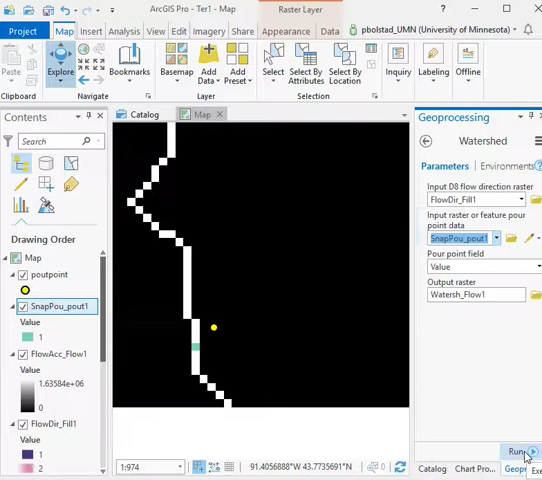 ArcGIS Pro - Ter1 - Map
Raster Layer
?
Project
Map
Insert
Analysis
View
Edit
Imagery
Share
Appearance
Data
pbolstad_UMN (University of Minnesota)
Paste
Explore
Bookmarks
Basemap
Add Data
Add Preset
Select
Select By Attributes
Select By Location
Inquiry
Labeling
Offline
Clipboard
Navigate
Layer
Selection
Contents
Search
Drawing Order
Map
poutpoint
SnapPou_pout1
Value
1
FlowAcc_Flow1
Value
1.63584e+06
0
FlowDir_Fill1
Value
1
2
Catalog
Map
1:974
91.4056888°W 43.7735691°N
0
Geoprocessing
Watershed
Parameters
Environments
?
Input D8 flow direction raster
FlowDir_Fill1
Input raster or feature pour
point data
SnapPou_pout1
Pour point field
Value
Output raster
Watersh_Flow1
Run
Catalog
Chart Pro...
Geopr
Exe